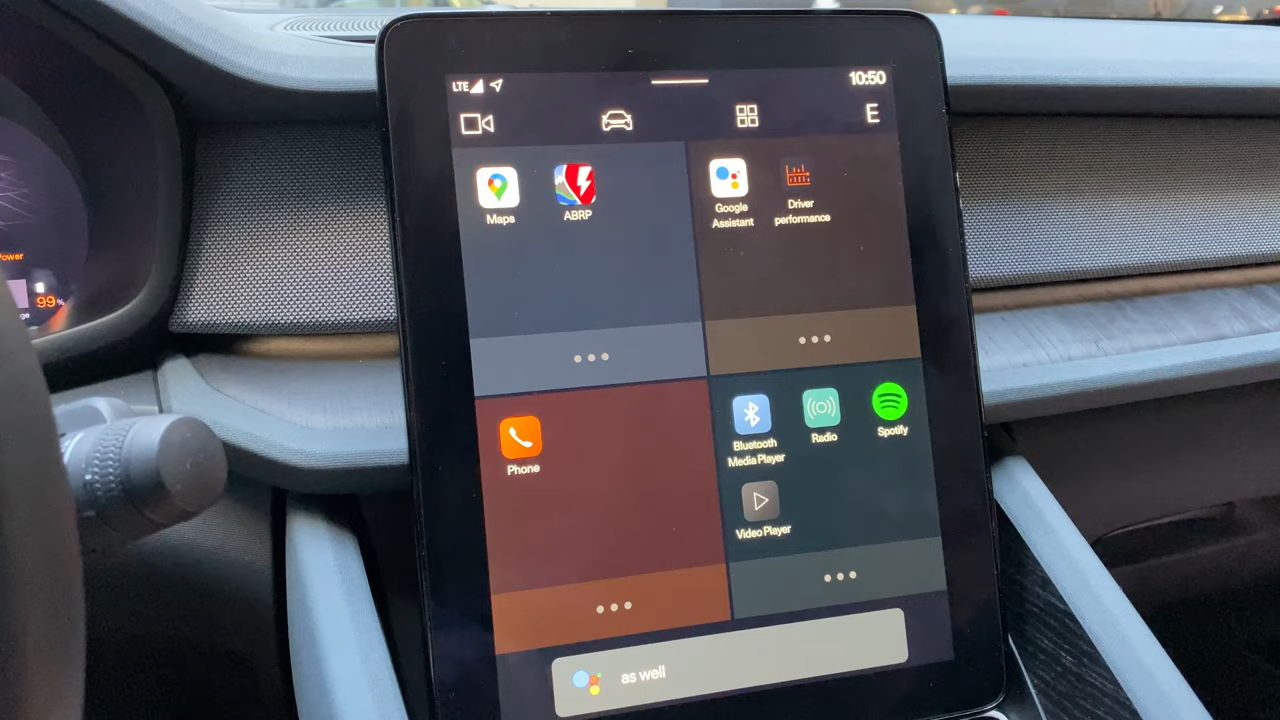 LTE
10:50
E
Maps
ABRP
Google
Assistant
Driver
performance
Phone
Bluetooth
Media Player
Radio
Spotify
Video Player
as well
Power
99%